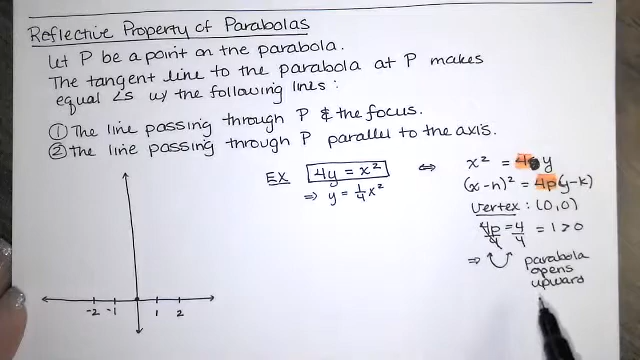 Reflective Property of Parabolas
Let P be a point on the parabola.
The tangent line to the parabola at P makes
equal ∠s w/ the following lines:
① The line passing through P & the focus.
② The line passing through P parallel to the axis.
EX 4y = x² ⇔ x² = 4 y
⇒ y = 1/4 x² (x-h)² = 4p(y-k)
vertex: (0,0)
4p/4 = 4/4 = 1 > 0
⇒ parabola
opens
upward
-2 -1 1 2